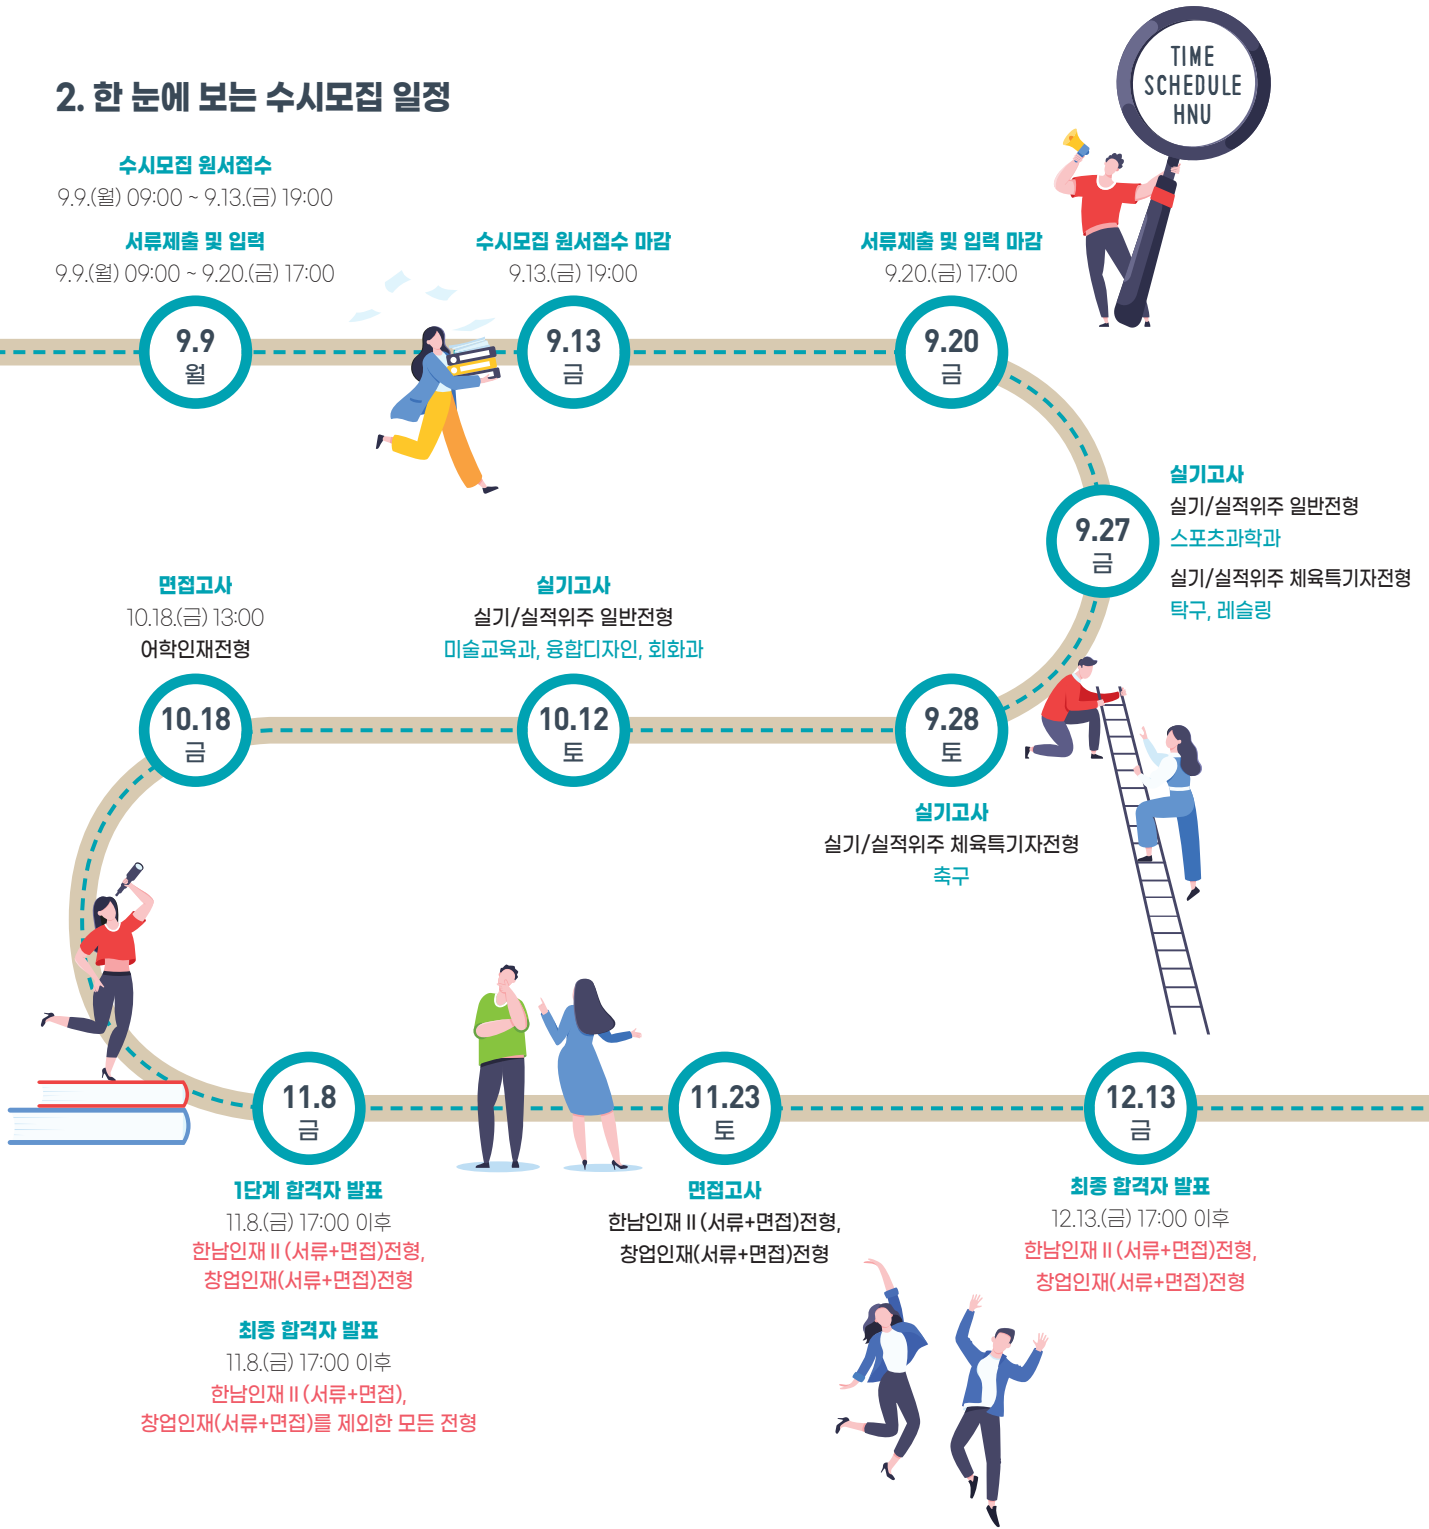 TIME
SCHEDULE
HNU
2. 한 눈에 보는 수시모집 일정
수시모집 원서접수
9.9.(월) 09:00 ~ 9.13.(금) 19:00
서류제출 및 입력
9.9.(월) 09:00 ~ 9.20.(금) 17:00
9.9
월
수시모집 원서접수 마감
9.13.(금) 19:00
9.13
금
서류제출 및 입력 마감
9.20.(금) 17:00
9.20
금
9.27
금
실기고사
실기/실적위주 일반전형
스포츠과학과
실기/실적위주 체육특기자전형
탁구, 레슬링
9.28
토
실기고사
실기/실적위주 체육특기자전형
축구
실기고사
실기/실적위주 일반전형
미술교육과, 융합디자인, 회화과
10.12
토
면접고사
10.18.(금) 13:00
어학인재전형
10.18
금
11.8
금
1단계 합격자 발표
11.8.(금) 17:00 이후
한남인재Ⅱ(서류+면접)전형,
창업인재(서류+면접)전형
최종 합격자 발표
11.8.(금) 17:00 이후
한남인재Ⅱ(서류+면접),
창업인재(서류+면접)를 제외한 모든 전형
11.23
토
면접고사
한남인재Ⅱ(서류+면접)전형,
창업인재(서류+면접)전형
12.13
금
최종 합격자 발표
12.13.(금) 17:00 이후
한남인재Ⅱ(서류+면접)전형,
창업인재(서류+면접)전형